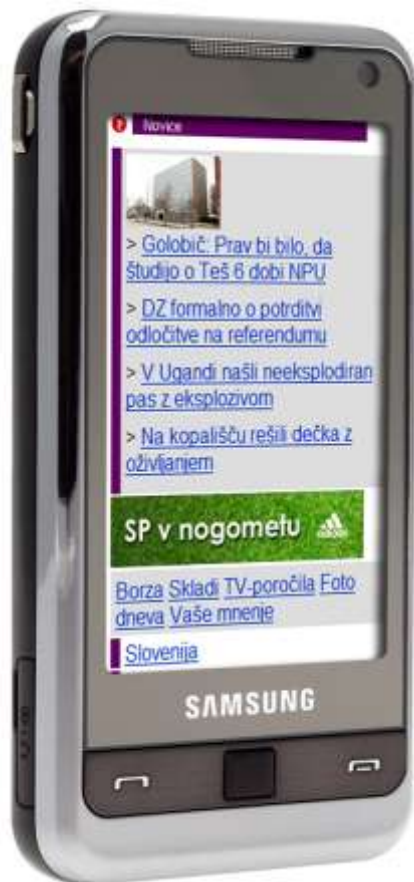 Novice
> Golobič: Prav bi bilo, da
študijo o Teš 6 dobi NPU
> DZ formalno o potrditvi
odločitve na referendumu
> V Ugandi našli neeksplodiran
pas z eksplozivom
> Na kopališču rešili dečka z
oživljanjem
SP v nogometu
adidas
Borza Skladi TV-poročila Foto
dneva Vaše mnenje
Slovenija
SAMSUNG